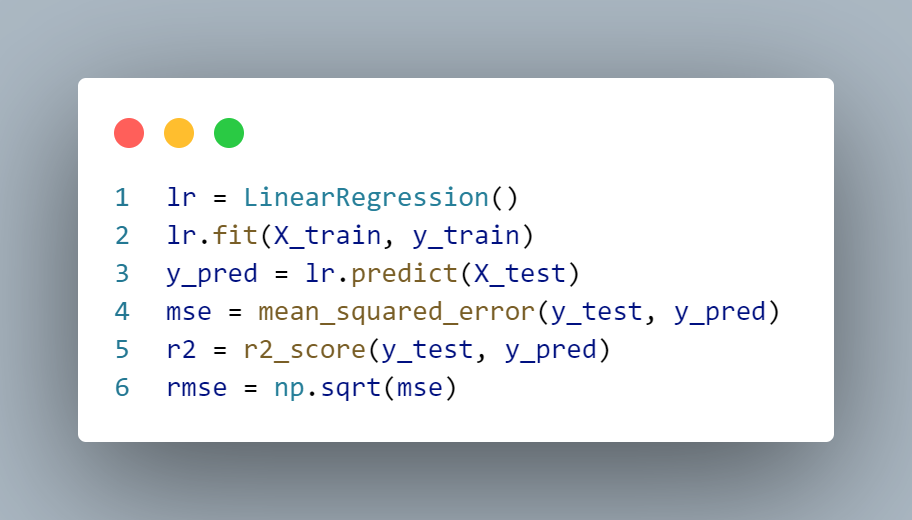 1 lr = LinearRegression()
2 lr.fit(X_train, y_train)
3 y_pred = lr.predict(X_test)
4 mse = mean_squared_error(y_test, y_pred)
5 r2 = r2_score(y_test, y_pred)
6 rmse = np.sqrt(mse)